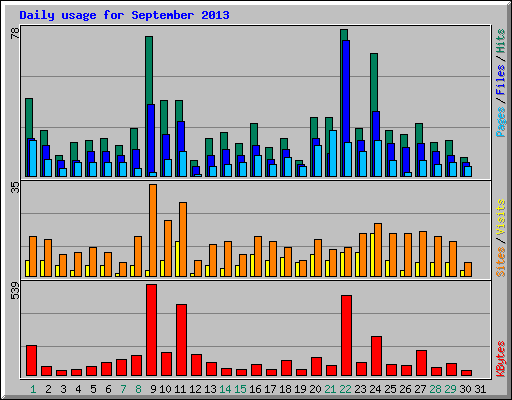 Daily usage for September 2013
78
Pages / Files / Hits
35
Sites / Visits
539
KBytes
1 2 3 4 5 6 7 8 9 10 11 12 13 14 15 16 17 18 19 20 21 22 23 24 25 26 27 28 29 30 31